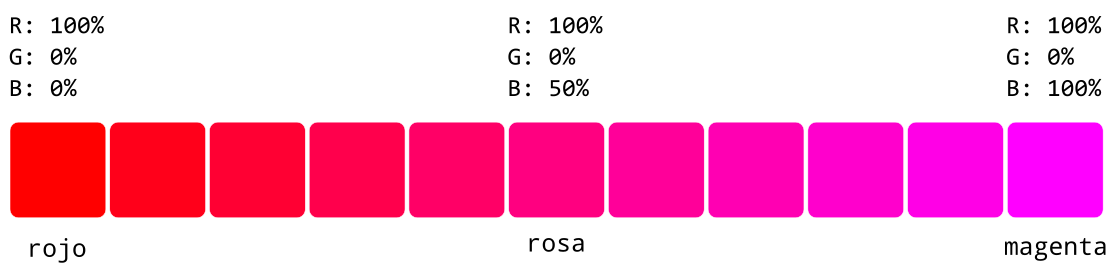 R: 100%
G: 0%
B: 0%
R: 100%
G: 0%
B: 50%
R: 100%
G: 0%
B: 100%
rojo
rosa
magenta